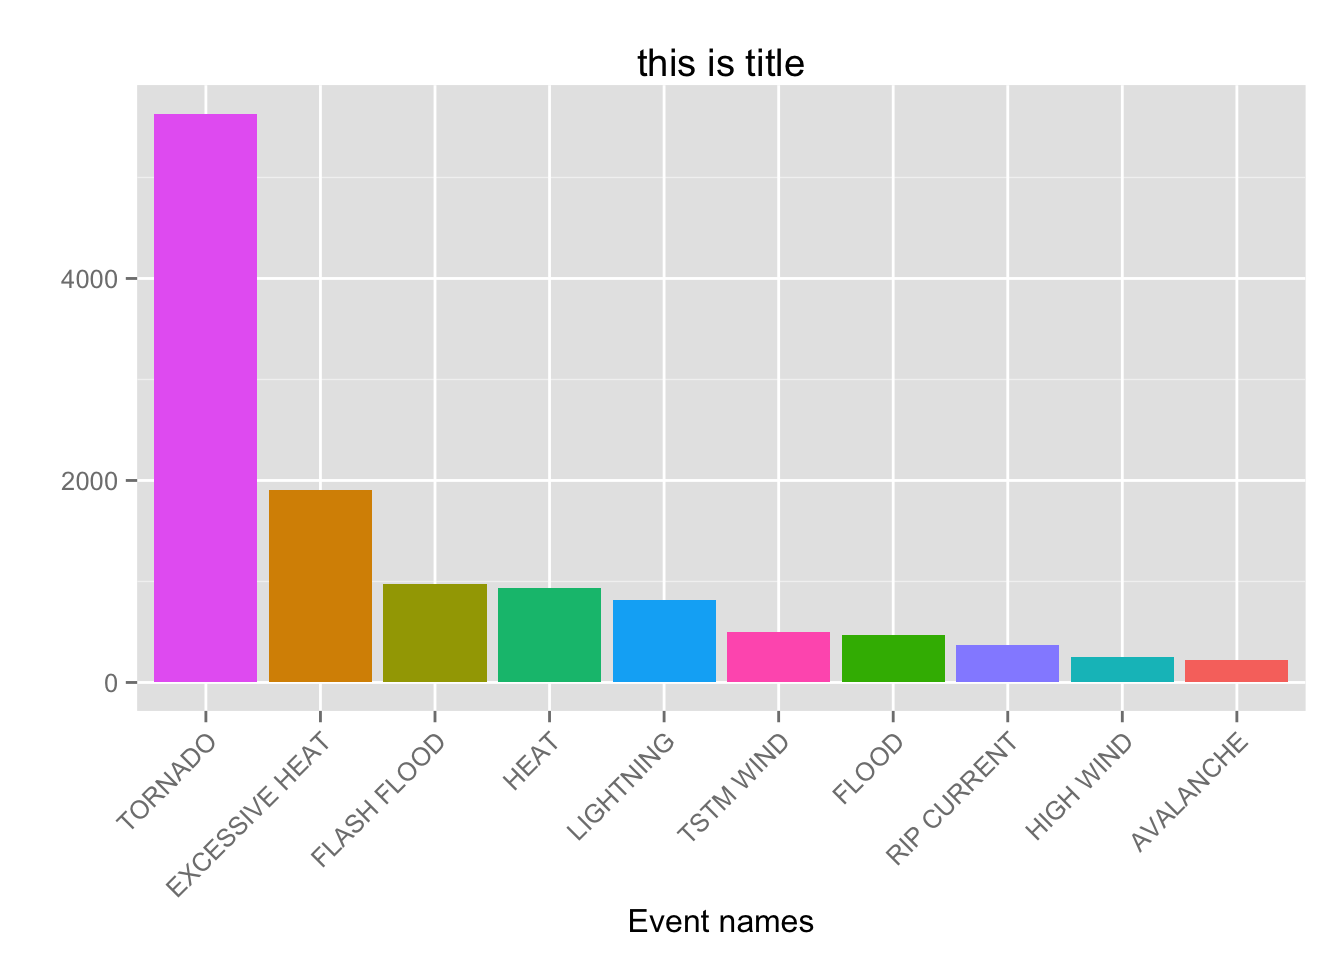 this is title
4000
2000
0
TORNADO
EXCESSIVE HEAT
FLASH FLOOD
HEAT
LIGHTNING
TSTM WIND
FLOOD
RIP CURRENT
HIGH WIND
AVALANCHE
Event names